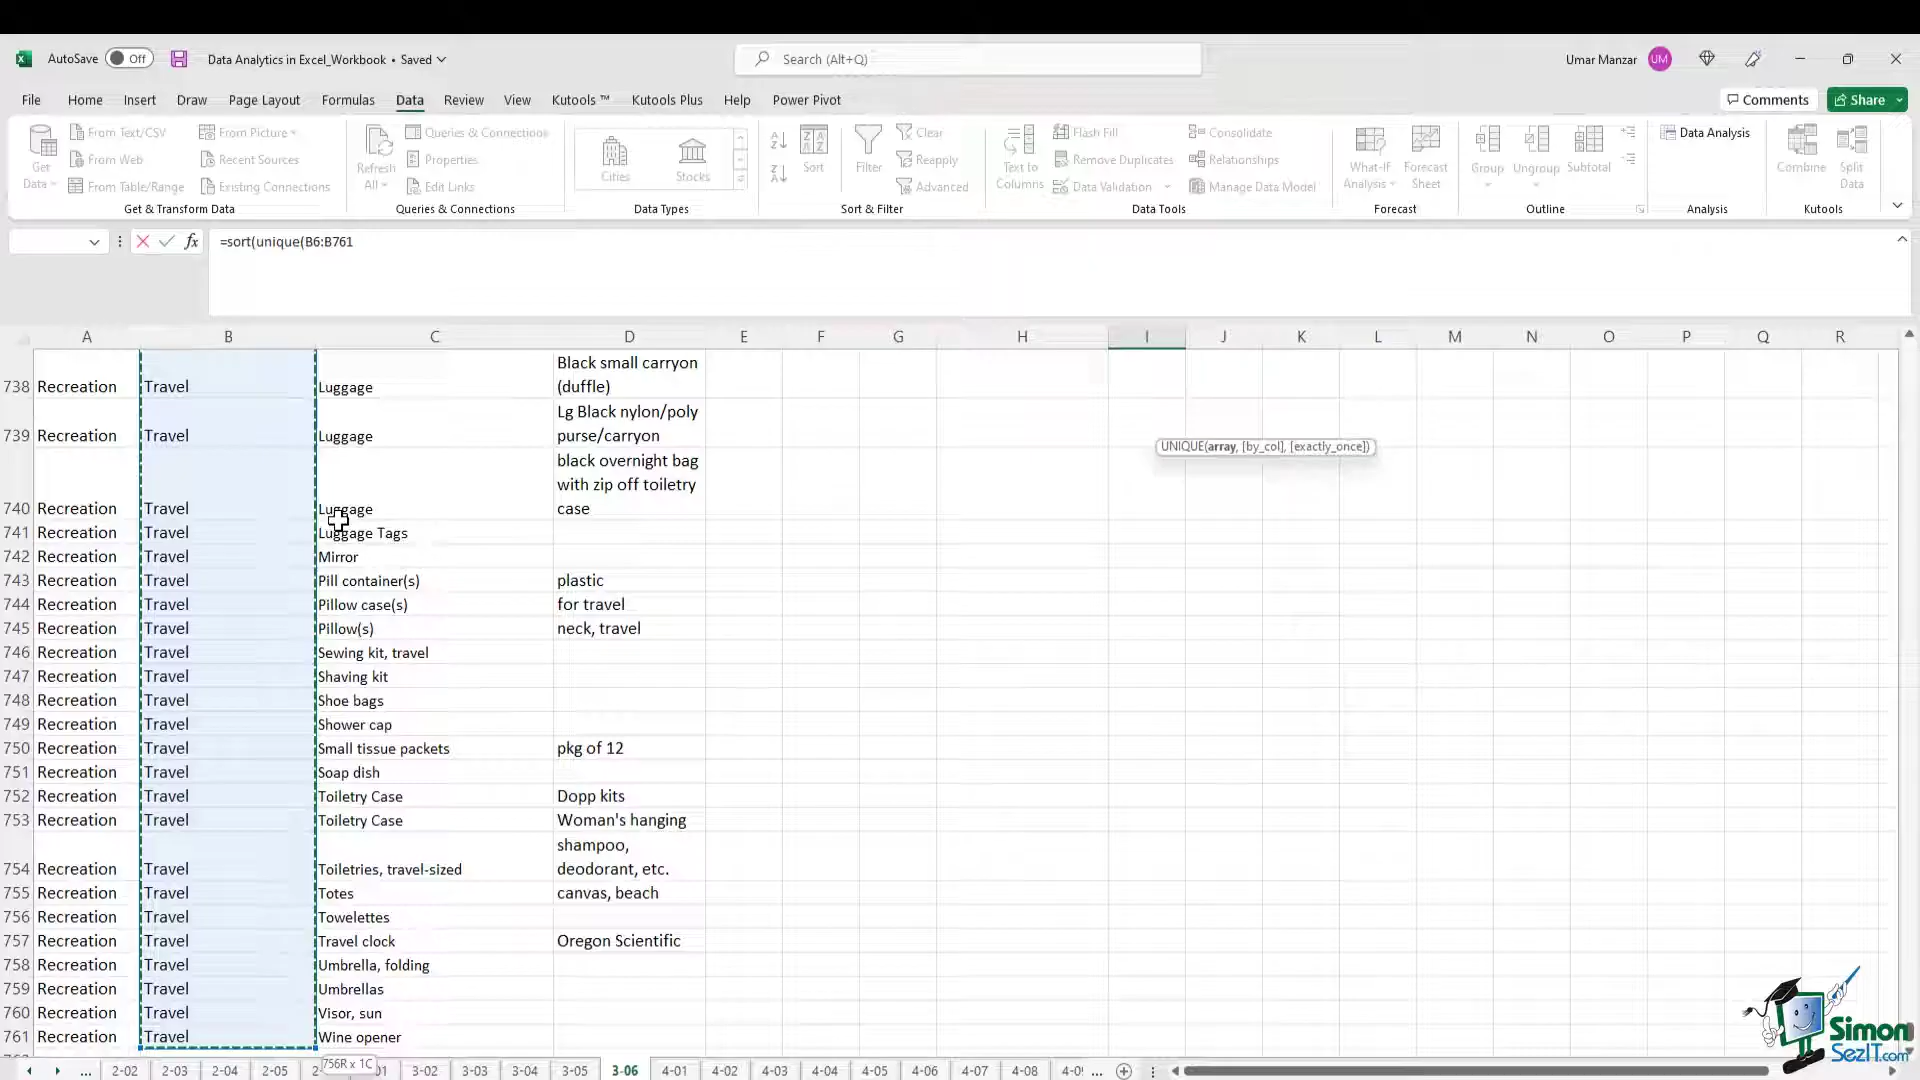 AutoSave Off Data Analytics in Excel_Workbook • Saved Search (Alt+Q) Umar Manzar UM
File Home Insert Draw Page Layout Formulas Data Review View Kutools ™ Kutools Plus Help Power Pivot Comments Share
Get Data From Text/CSV From Web From Table/Range From Picture Recent Sources Existing Connections
Get & Transform Data
Refresh All Queries & Connections Properties Edit Links
Queries & Connections
Cities Stocks
Data Types
Sort Filter Clear Reapply Advanced
Sort & Filter
Text to Columns Flash Fill Remove Duplicates Data Validation Consolidate Relationships Manage Data Model
Data Tools
What-If Analysis Forecast Sheet
Forecast
Group Ungroup Subtotal
Outline
Data Analysis
Analysis
Combine Split Data
Kutools
fx =sort(unique(B6:B761
A B C D E F G H I J K L M N O P Q R
Black small carryon
738 Recreation Travel Luggage (duffle)
Lg Black nylon/poly
739 Recreation Travel Luggage purse/carryon
UNIQUE(array, [by_col], [exactly_once])
black overnight bag
with zip off toiletry
740 Recreation Travel Luggage case
741 Recreation Travel Luggage Tags
742 Recreation Travel Mirror
743 Recreation Travel Pill container(s) plastic
744 Recreation Travel Pillow case(s) for travel
745 Recreation Travel Pillow(s) neck, travel
746 Recreation Travel Sewing kit, travel
747 Recreation Travel Shaving kit
748 Recreation Travel Shoe bags
749 Recreation Travel Shower cap
750 Recreation Travel Small tissue packets pkg of 12
751 Recreation Travel Soap dish
752 Recreation Travel Toiletry Case Dopp kits
753 Recreation Travel Toiletry Case Woman's hanging
shampoo,
754 Recreation Travel Toiletries, travel-sized deodorant, etc.
755 Recreation Travel Totes canvas, beach
756 Recreation Travel Towelettes
757 Recreation Travel Travel clock Oregon Scientific
758 Recreation Travel Umbrella, folding
759 Recreation Travel Umbrellas
760 Recreation Travel Visor, sun
761 Recreation Travel Wine opener
756R x 1C
... 2-02 2-03 2-04 2-05 3-02 3-03 3-04 3-05 3-06 4-01 4-02 4-03 4-04 4-05 4-06 4-07 4-08 ...
Simon
SezIT.com